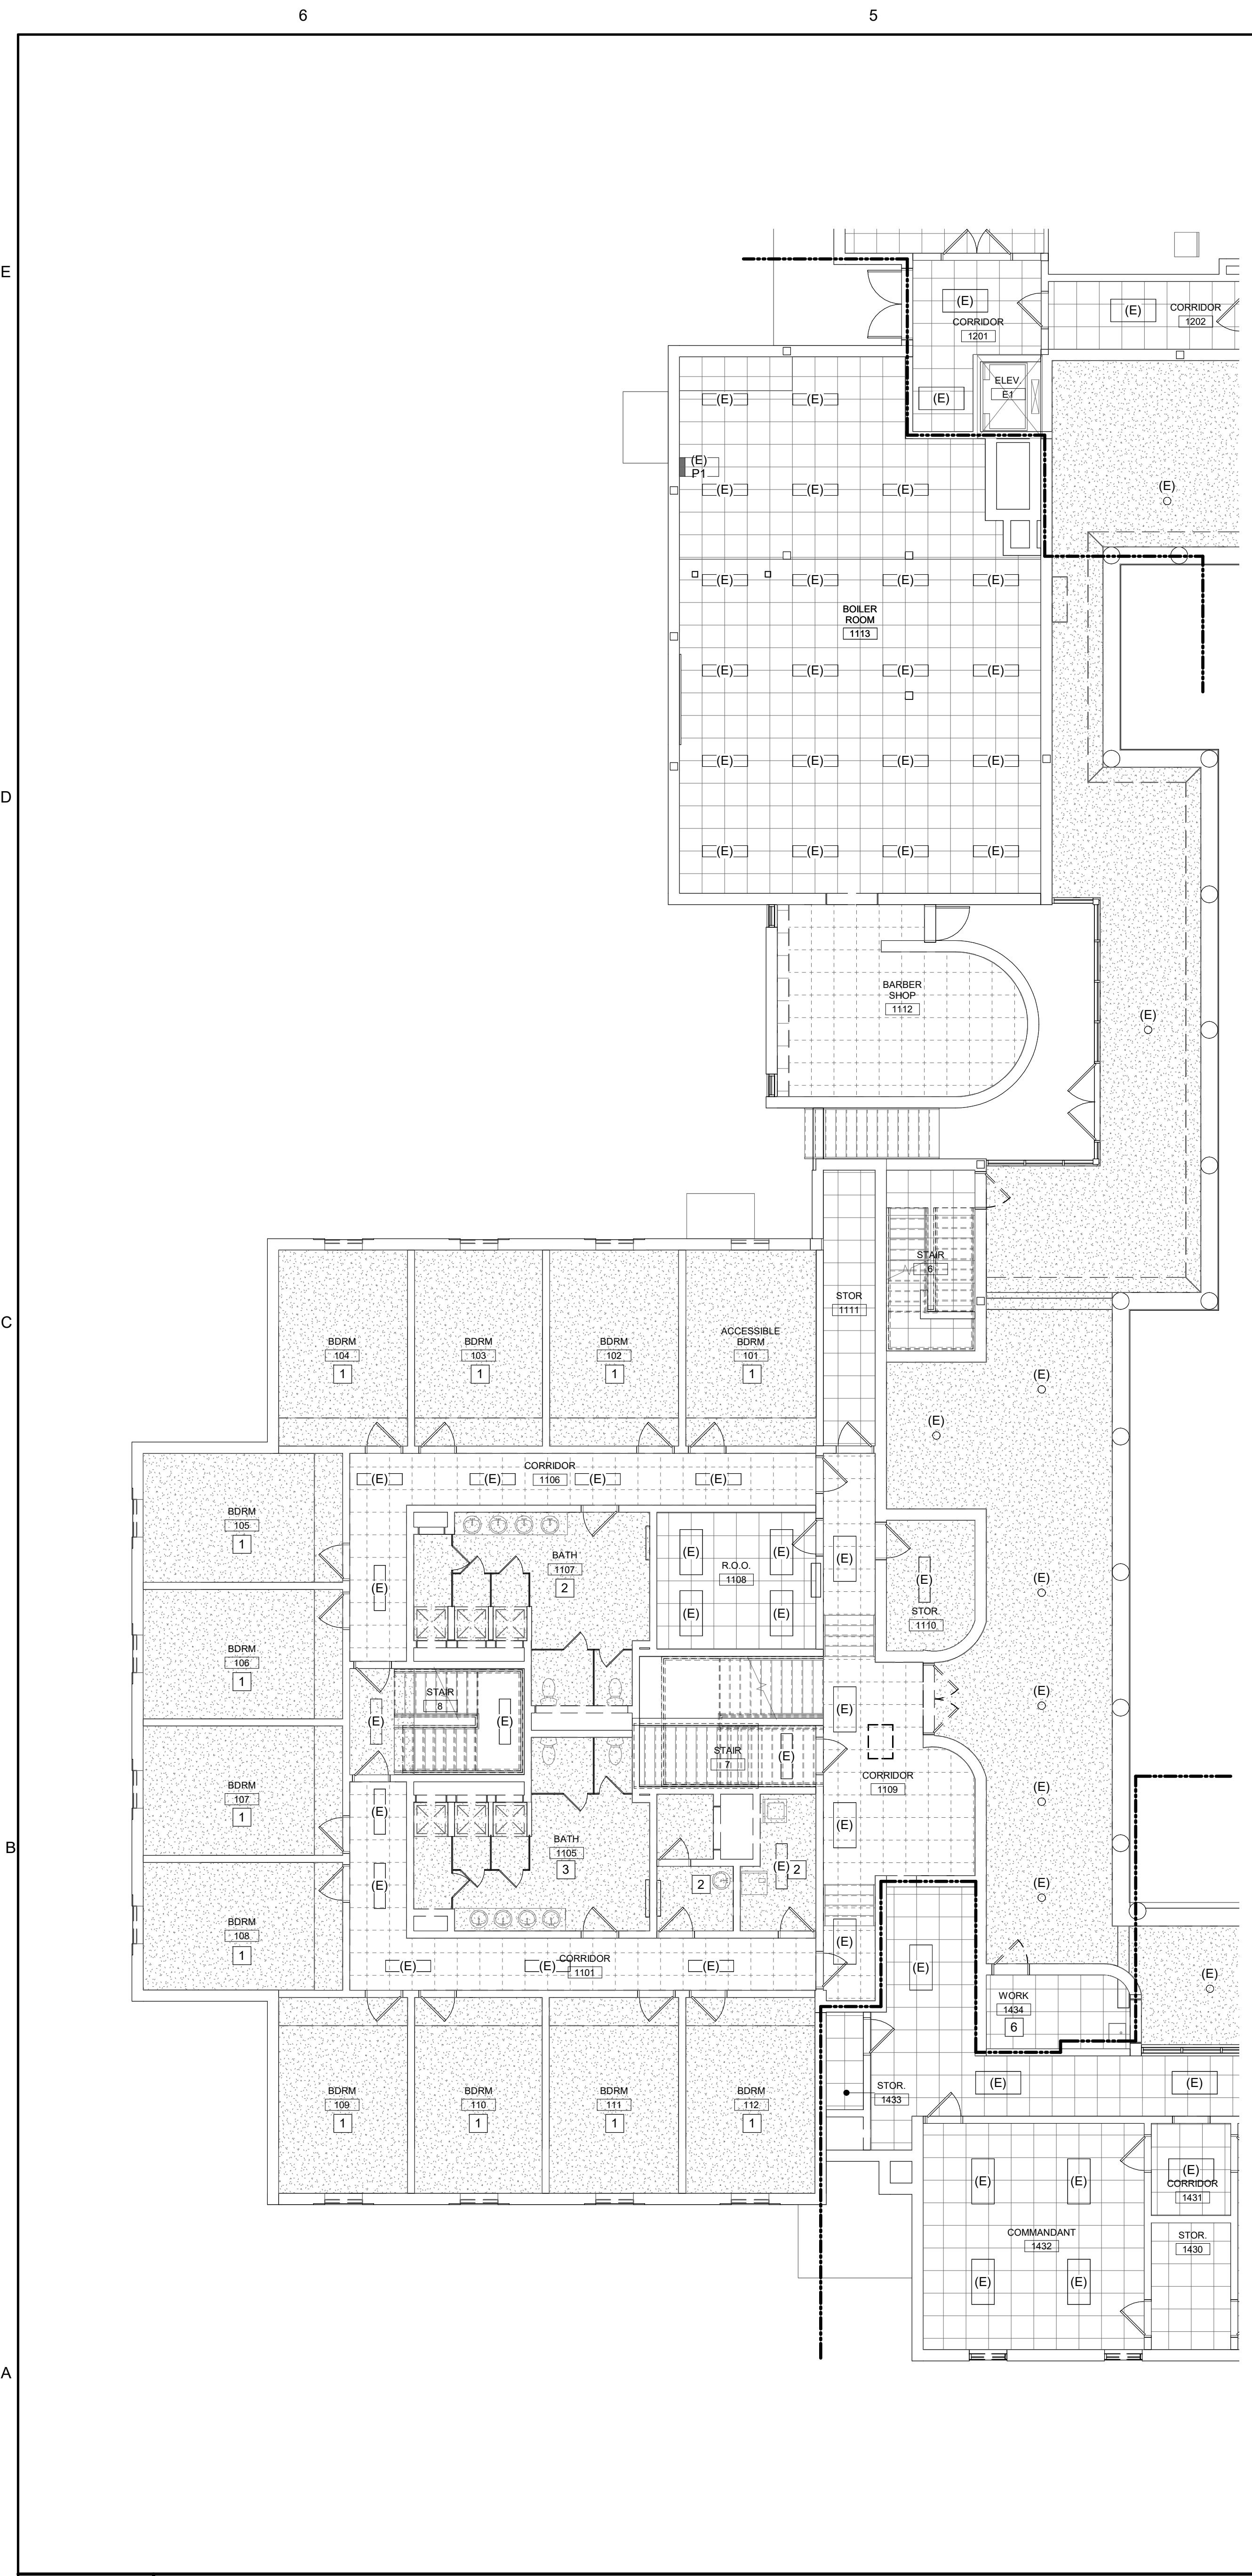 6
5
E
(E)
CORRIDOR
1201
(E)
CORRIDOR
1202
ELEV.
E1
(E)
(E)
(E)
(E)
P1
(E)
(E)
(E)
(E)
(E)
(E)
(E)
(E)
BOILER
ROOM
1113
(E)
(E)
(E)
(E)
D
(E)
(E)
(E)
(E)
(E)
(E)
(E)
(E)
BARBER
SHOP
1112
(E)
STAIR
6
STOR
1111
C
BDRM
104
1
BDRM
103
1
BDRM
102
1
ACCESSIBLE
BDRM
101
1
(E)
(E)
CORRIDOR
1106
(E)
(E)
(E)
(E)
BDRM
105
1
BATH
1107
2
(E)
(E)
R.O.O.
1108
(E)
(E)
(E)
(E)
(E)
STOR.
1110
(E)
BDRM
106
1
STAIR
8
(E)
(E)
(E)
(E)
STAIR
7
(E)
CORRIDOR
1109
BDRM
107
1
(E)
(E)
(E)
B
BATH
1105
3
(E)
2
2
(E)
(E)
BDRM
108
1
(E)
(E)
CORRIDOR
1101
(E)
(E)
(E)
(E)
(E)
WORK
1434
6
(E)
(E)
STOR.
1433
BDRM
109
1
BDRM
110
1
BDRM
111
1
BDRM
112
1
(E)
(E)
(E)
CORRIDOR
1431
COMMANDANT
1432
STOR.
1430
(E)
(E)
A